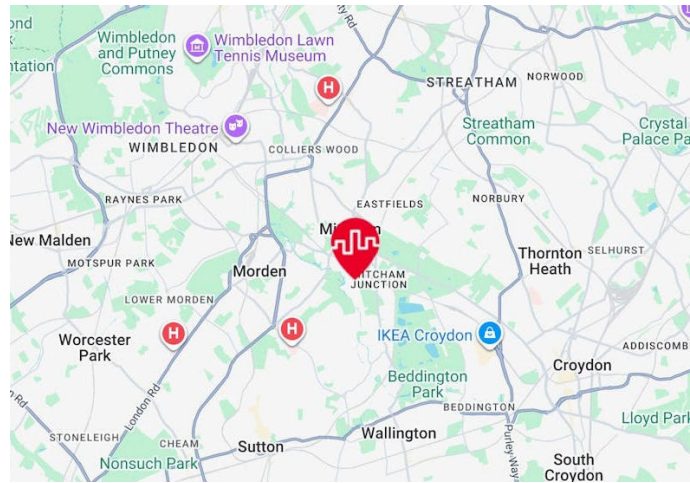 Wimbledon
and Putney
Commons
Wimbledon Lawn
Tennis Museum
STREATHAM
NORWOOD
New Wimbledon Theatre
WIMBLEDON
COLLIERS WOOD
Streatham
Common
Crystal
Palace
RAYNES PARK
EASTFIELDS
NORBURY
New Malden
MOTSPUR PARK
Morden
JUNCTION
Thornton
Heath
SELHURST
LOWER MORDEN
H
H
H
Worcester
Park
IKEA Croydon
ADDISCOMB
Croydon
Beddington
Park
BEDDINGTON
London Rd
Lloyd Park
STONELEIGH
CHEAM
Sutton
Wallington
Purley Way
Nonsuch Park
South
Croydon